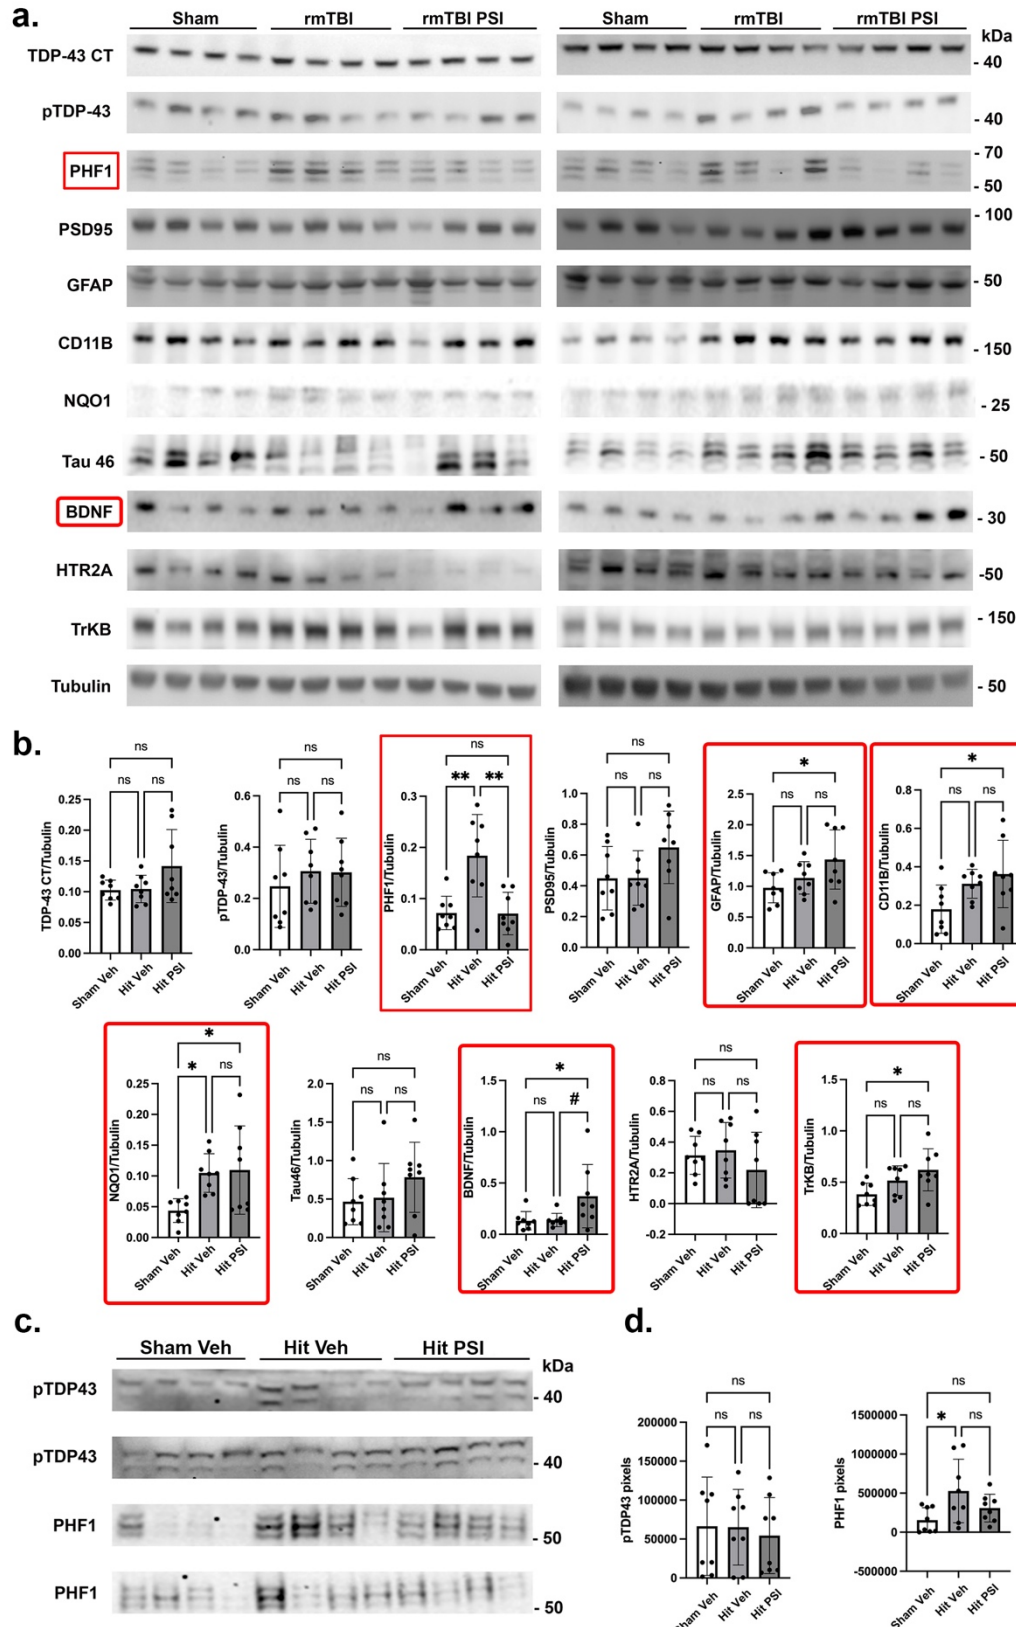 a.
Sham rmTBI rmTBI PSI Sham rmTBI rmTBI PSI
kDa
TDP-43 CT - 40
pTDP-43 - 40
PHF1 - 70
- 50
PSD95 - 100
GFAP - 50
CD11B - 150
NQO1 - 25
Tau 46 - 50
BDNF - 30
HTR2A -50
TrKB - 150
Tubulin - 50
b.
ns
ns ns
TDP-43 CT/Tubulin
0.25
0.20
0.15
0.10
0.05
0.00
Sham Veh
Hit Veh
Hit PSI
ns
ns ns
pTDP-43/Tubulin
0.6
0.4
0.2
0.0
Sham Veh
Hit Veh
Hit PSI
ns
** **
PHF1/Tubulin
0.3
0.2
0.1
0.0
Sham Veh
Hit Veh
Hit PSI
ns
ns ns
PSD95/Tubulin
1.0
0.8
0.6
0.4
0.2
0.0
Sham Veh
Hit Veh
Hit PSI
*
ns ns
GFAP/Tubulin
2.5
2.0
1.5
1.0
0.5
0.0
Sham Veh
Hit Veh
Hit PSI
*
ns ns
CD11B/Tubulin
0.8
0.6
0.4
0.2
0.0
Sham Veh
Hit Veh
Hit PSI
*
* ns
NQO1/Tubulin
0.25
0.20
0.15
0.10
0.05
0.00
Sham Veh
Hit Veh
Hit PSI
ns
ns ns
Tau46/Tubulin
2.0
1.5
1.0
0.5
0.0
Sham Veh
Hit Veh
Hit PSI
*
ns #
BDNF/Tubulin
1.5
1.0
0.5
0.0
Sham Veh
Hit Veh
Hit PSI
ns
ns ns
HTR2A/Tubulin
0.8
0.6
0.4
0.2
0.0
-0.2
Sham Veh
Hit Veh
Hit PSI
*
ns ns
TrKB/Tubulin
1.5
1.0
0.5
0.0
Sham Veh
Hit Veh
Hit PSI
c.
Sham Veh Hit Veh Hit PSI
kDa
pTDP43 - 40
pTDP43 - 40
PHF1 - 50
PHF1 - 50
d.
ns
ns ns
pTDP43 pixels
200000
150000
100000
50000
0
Sham Veh
Hit Veh
Hit PSI
ns
* ns
PHF1 pixels
1500000
1000000
500000
0
-500000
Sham Veh
Hit Veh
Hit PSI